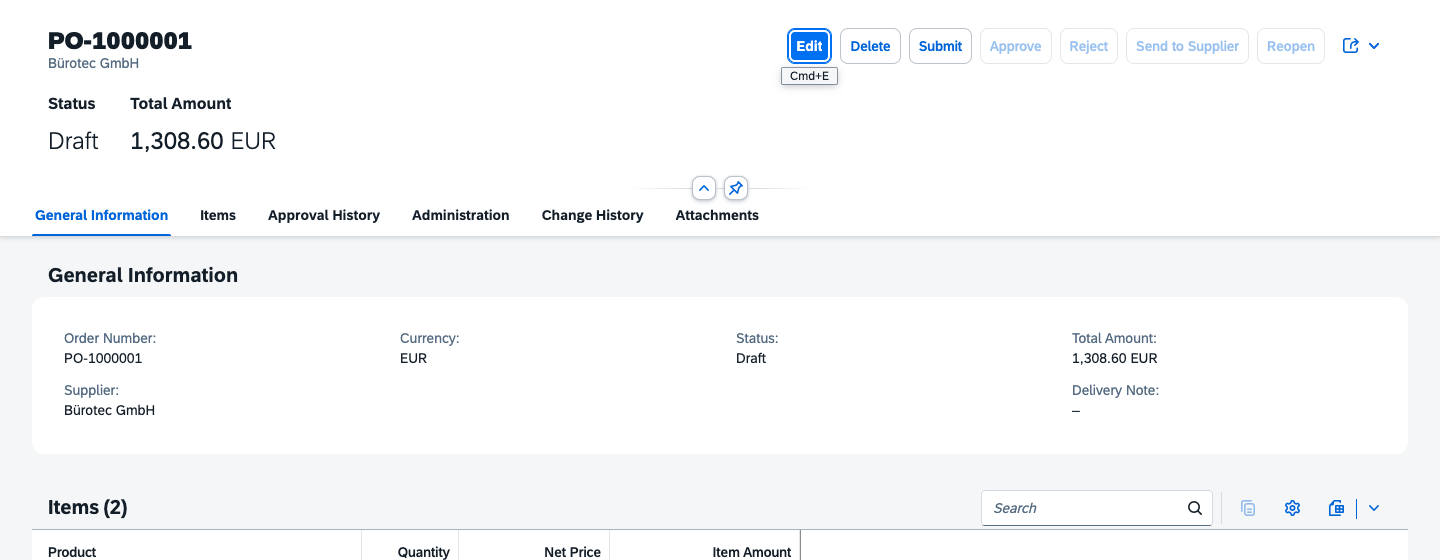 PO-1000001
Bürotec GmbH
Edit Delete Submit Approve Reject Send to Supplier Reopen
Cmd+E
Status Total Amount
Draft 1,308.60 EUR
General Information Items Approval History Administration Change History Attachments
General Information
Order Number: Currency: Status: Total Amount:
PO-1000001 EUR Draft 1,308.60 EUR
Supplier: Delivery Note:
Bürotec GmbH –
Items (2) Search
Product Quantity Net Price Item Amount